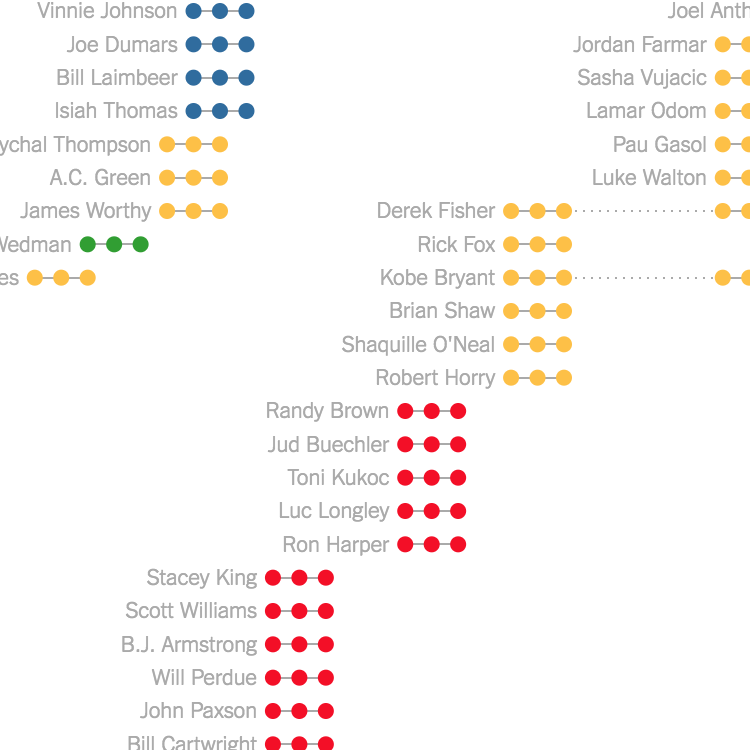 Vinnie Johnson
Joel Anth
Joe Dumars
Jordan Farmar
Bill Laimbeer
Sasha Vujacic
Isiah Thomas
Lamar Odom
ychal Thompson
Pau Gasol
A.C. Green
Luke Walton
James Worthy
Derek Fisher
Wedman
Rick Fox
es
Kobe Bryant
Brian Shaw
Shaquille O'Neal
Robert Horry
Randy Brown
Jud Buechler
Toni Kukoc
Luc Longley
Ron Harper
Stacey King
Scott Williams
B.J. Armstrong
Will Perdue
John Paxson
Bill Cartwright